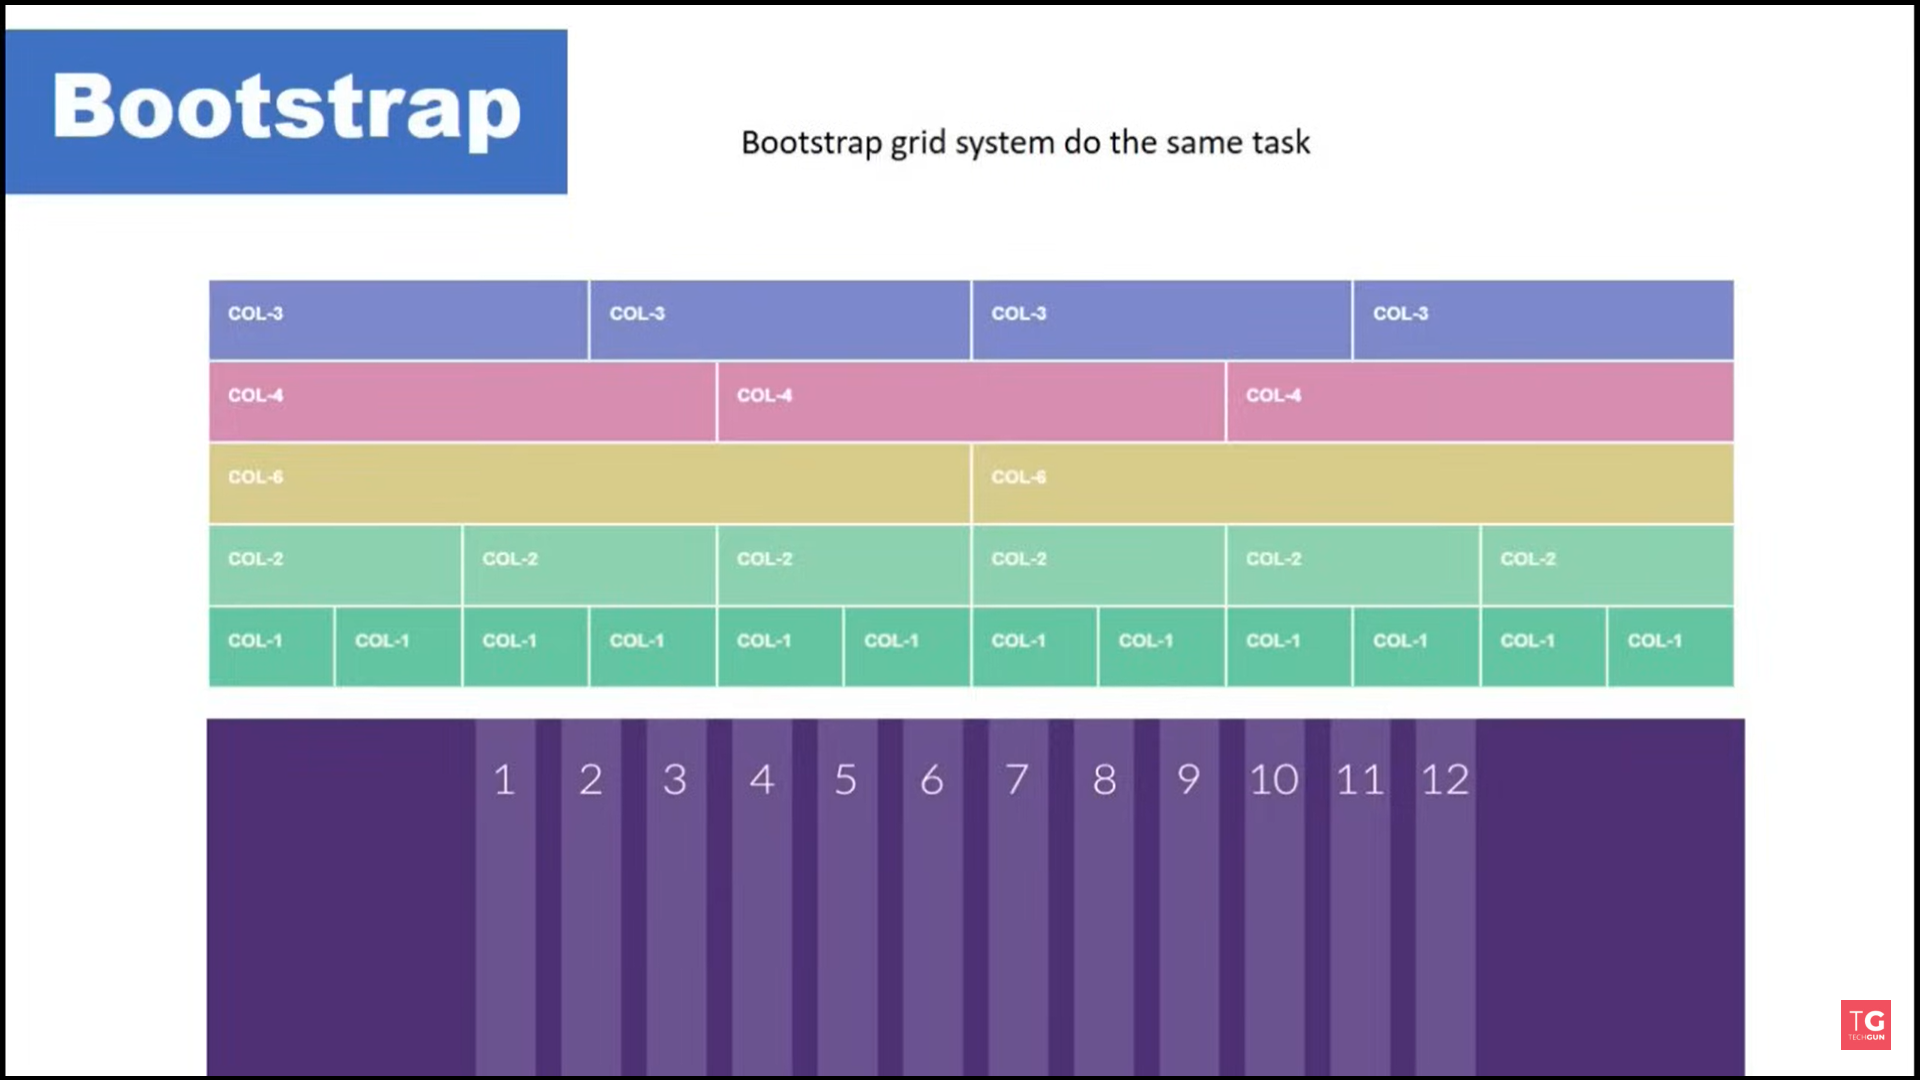 Bootstrap
Bootstrap grid system do the same task
COL-3 COL-3 COL-3 COL-3
COL-4 COL-4 COL-4
COL-6 COL-6
COL-2 COL-2 COL-2 COL-2 COL-2 COL-2
COL-1 COL-1 COL-1 COL-1 COL-1 COL-1 COL-1 COL-1 COL-1 COL-1 COL-1 COL-1
1 2 3 4 5 6 7 8 9 10 11 12
TG
TECHGUN